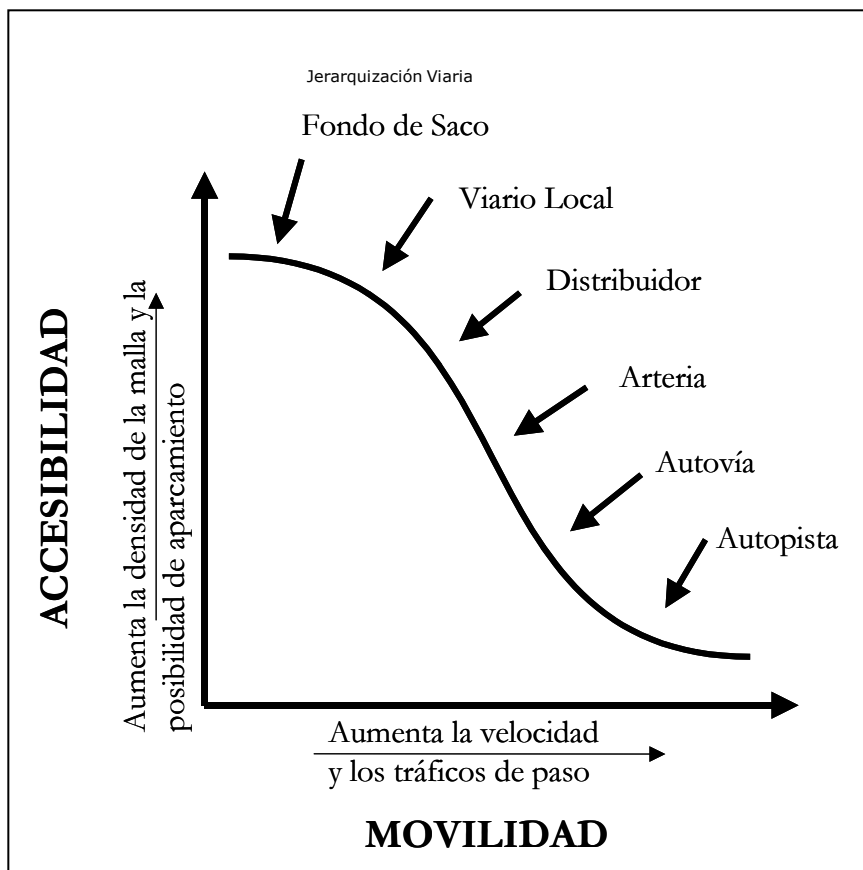 Jerarquización Viaria
Fondo de Saco
Viario Local
Distribuidor
Arteria
Autovía
Autopista
ACCESIBILIDAD
Aumenta la densidad de la malla y la
posibilidad de aparcamiento
Aumenta la velocidad
y los tráficos de paso
MOVILIDAD